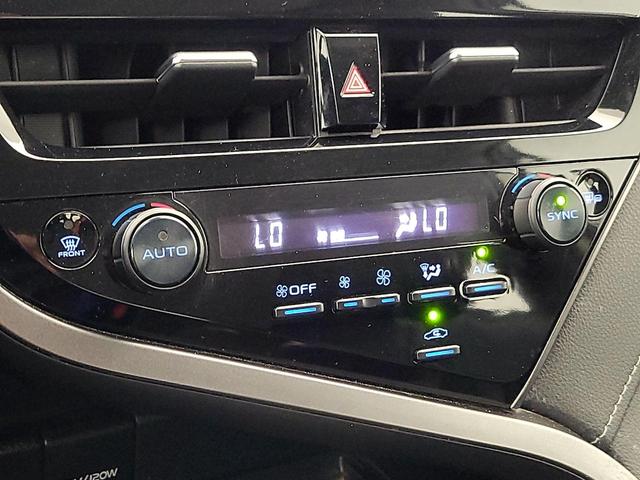 FRONT
AUTO
LO
LO
SYNC
OFF
A/C
/120W